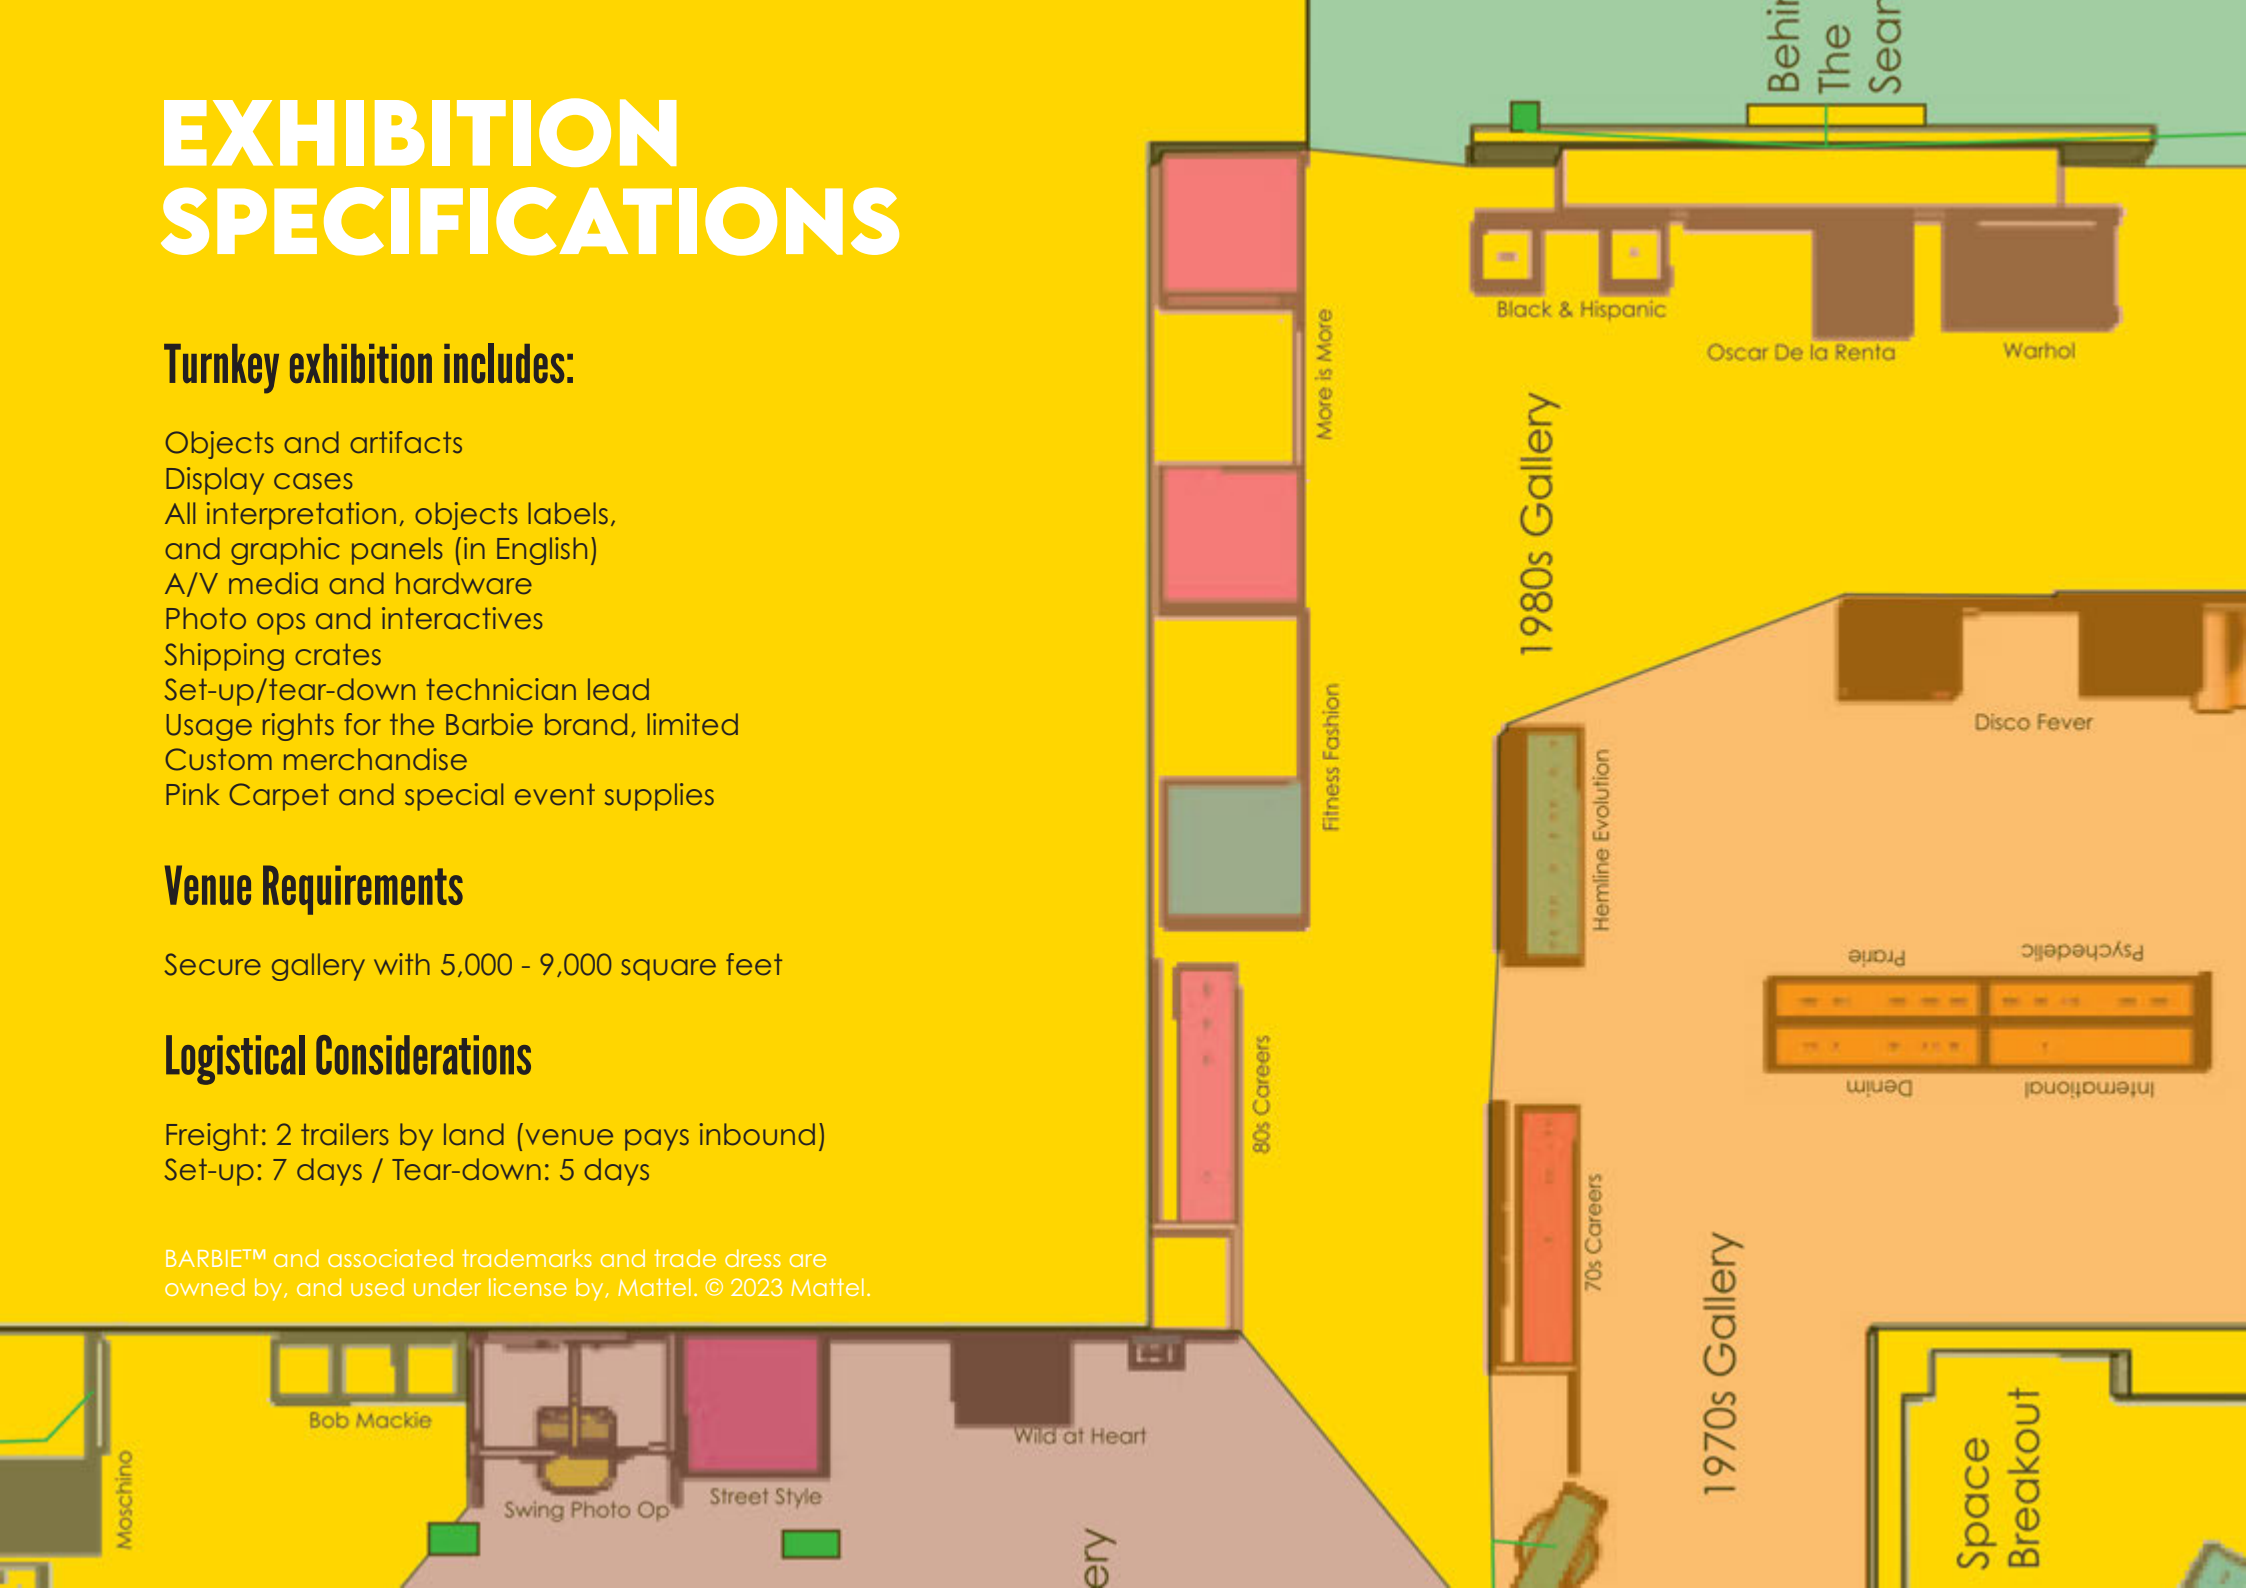 EXHIBITION
SPECIFICATIONS
Turnkey exhibition includes:
Objects and artifacts
Display cases
All interpretation, objects labels,
and graphic panels (in English)
A/V media and hardware
Photo ops and interactives
Shipping crates
Set-up/tear-down technician lead
Usage rights for the Barbie brand, limited
Custom merchandise
Pink Carpet and special event supplies
Venue Requirements
Secure gallery with 5,000 - 9,000 square feet
Logistical Considerations
Freight: 2 trailers by land (venue pays inbound)
Set-up: 7 days / Tear-down: 5 days
BARBIE™ and associated trademarks and trade dress are
owned by, and used under license by, Mattel. © 2023 Mattel.
The
Black & Hispanic
Oscar De la Renta
Warhol
More is More
1980s Gallery
Fitness Fashion
Disco Fever
Hemline Evolution
Prarie
Psychedelic
Denim
International
80s Careers
70s Careers
1970s Gallery
Space
Breakout
Bob Mackie
Moschino
Swing Photo Op
Street Style
Wild at Heart